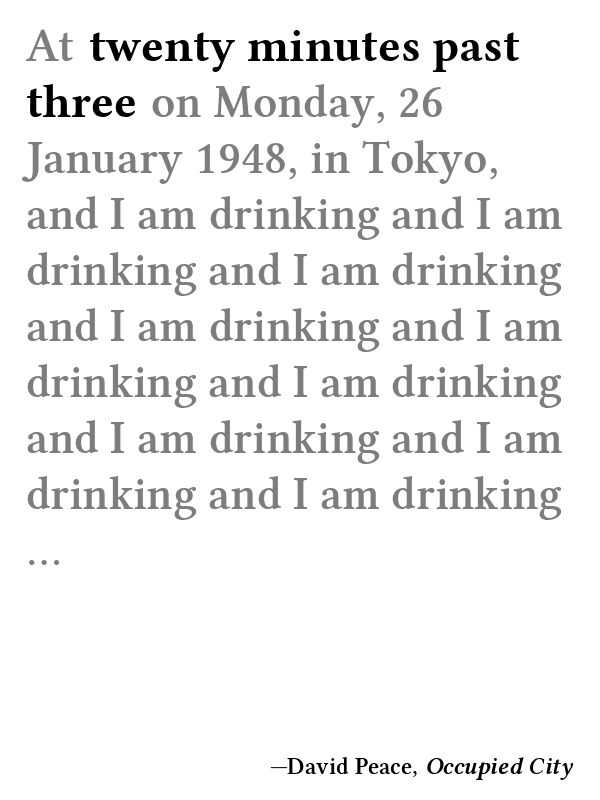 At twenty minutes past
three on Monday, 26
January 1948, in Tokyo,
and I am drinking and I am
drinking and I am drinking
and I am drinking and I am
drinking and I am drinking
and I am drinking and I am
drinking and I am drinking
...
—David Peace, Occupied City